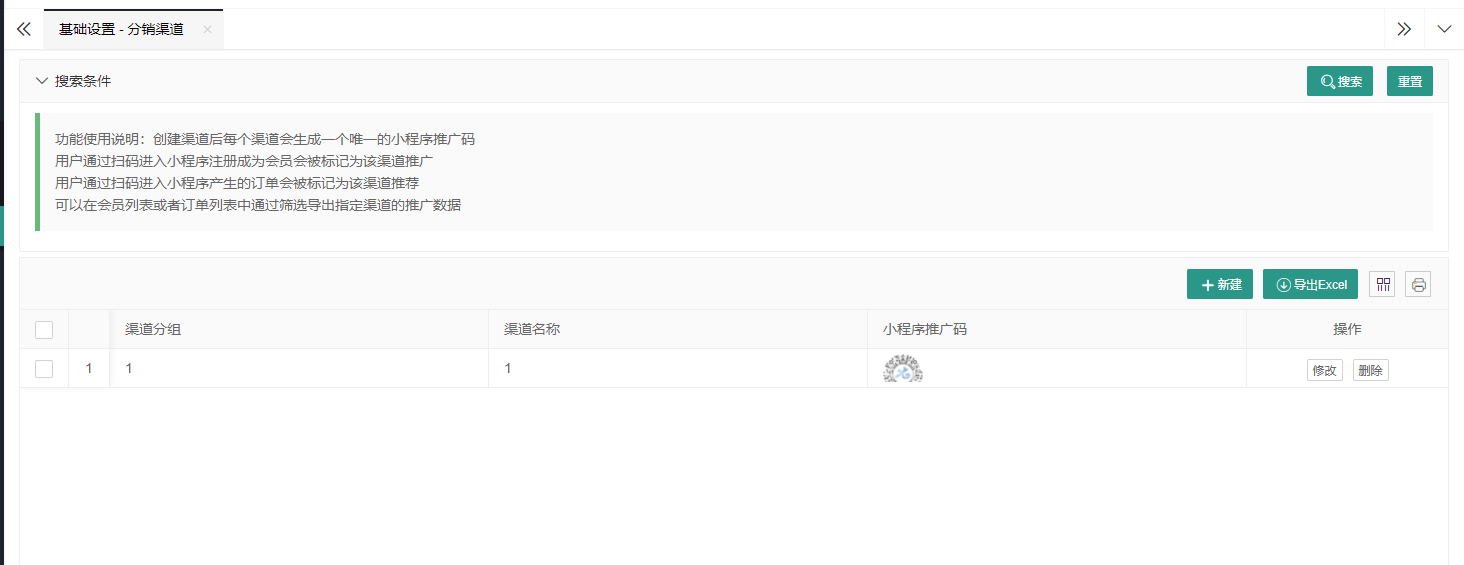 基础设置 - 分销渠道
搜索条件
搜索
重置
功能使用说明：创建渠道后每个渠道会生成一个唯一的小程序推广码
用户通过扫码进入小程序注册成为会员会被标记为该渠道推广
用户通过扫码进入小程序产生的订单会被标记为该渠道推荐
可以在会员列表或者订单列表中通过筛选导出指定渠道的推广数据
新建
导出Excel
渠道分组 渠道名称 小程序推广码 操作
1 1 1 修改 删除